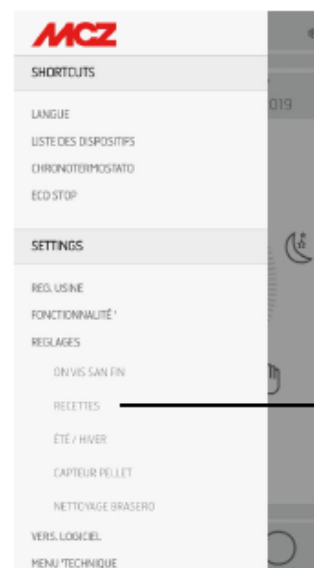 MCZ
SHORTCUTS
LANGUE
LISTE DES DISPOSITIFS
CHRONOTERMOSTATO
ECO STOP
SETTINGS
REG. USINE
FONCTIONNALITÉ '
REGLAGES
ON VIS SAN FIN
RECETTES
ÉTÉ / HIVER
CAPTEUR PELLET
NETTOYAGE BRASERO
VERS. LOGICIEL
MENU 'TECHNIQUE
2019